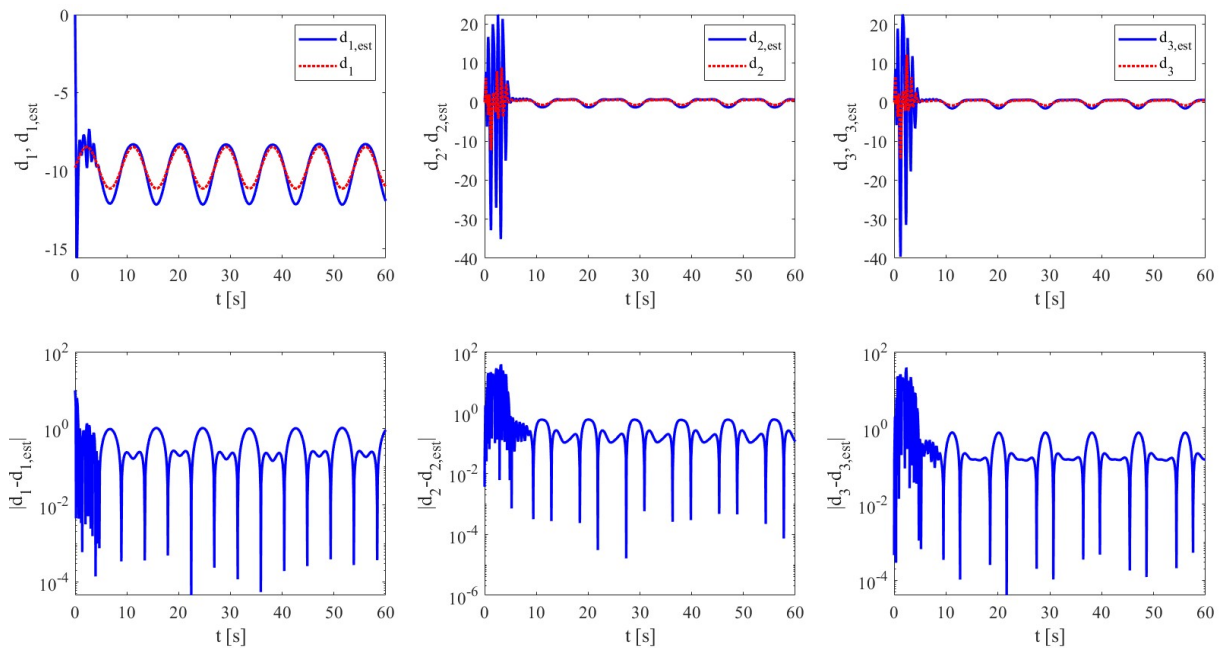 d1, d1,est
0
-5
-10
-15
0 10 20 30 40 50 60
t [s]
d1,est
d1
d2, d2,est
20
10
0
-10
-20
-30
-40
0 10 20 30 40 50 60
t [s]
d2,est
d2
d3, d3,est
20
10
0
-10
-20
-30
-40
0 10 20 30 40 50 60
t [s]
d3,est
d3
|d1-d1,est|
10^2
10^0
10^-2
10^-4
0 10 20 30 40 50 60
t [s]
|d2-d2,est|
10^2
10^0
10^-2
10^-4
10^-6
0 10 20 30 40 50 60
t [s]
|d3-d3,est|
10^2
10^0
10^-2
10^-4
0 10 20 30 40 50 60
t [s]